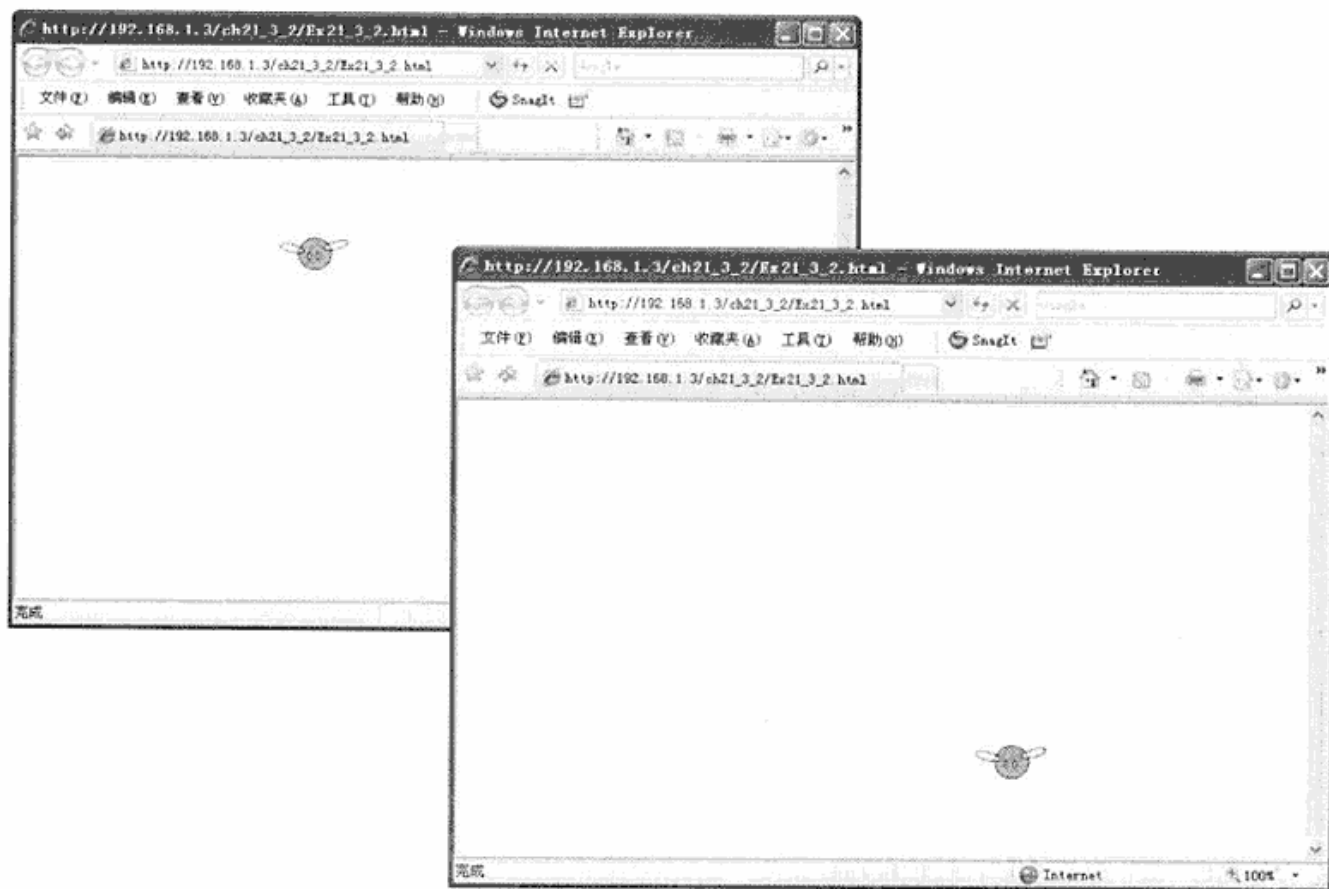 http://192.168.1.3/ch21_3_2/Ex21_3_2.html - Windows Internet Explorer
http://192.168.1.3/ch21_3_2/Ex21_3_2.html
文件(F) 编辑(E) 查看(V) 收藏夹(A) 工具(T) 帮助(H) SnagIt
http://192.168.1.3/ch21_3_2/Ex21_3_2.html
完成
http://192.168.1.3/ch21_3_2/Ex21_3_2.html - Windows Internet Explorer
http://192.168.1.3/ch21_3_2/Ex21_3_2.html
文件(F) 编辑(E) 查看(V) 收藏夹(A) 工具(T) 帮助(H) SnagIt
http://192.168.1.3/ch21_3_2/Ex21_3_2.html
完成 Internet 100%